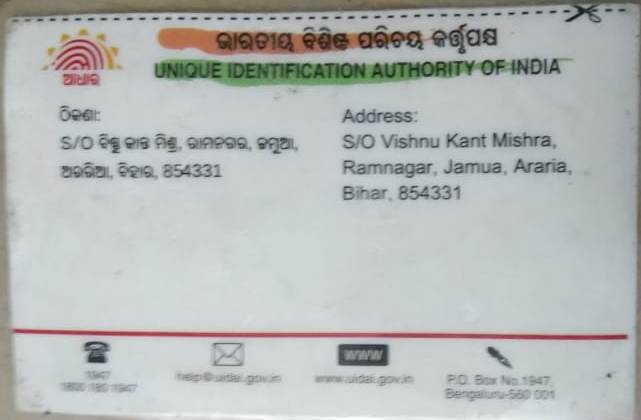 ଭାରତୀୟ ବିଶିଷ୍ଟ ପରିଚୟ କର୍ତ୍ତୃପକ୍ଷ
UNIQUE IDENTIFICATION AUTHORITY OF INDIA
ଆଧାର
ଠିକଣା:
S/O ବିଷ୍ଣୁ କାନ୍ତ ମିଶ୍ର, ରାମନଗର, ଜମୁଆ,
ଅରରିଆ, ବିହାର, 854331
Address:
S/O Vishnu Kant Mishra,
Ramnagar, Jamua, Araria,
Bihar, 854331
1947
1800 180 1947
help@uidai.gov.in
WWW
www.uidai.gov.in
P.O. Box No.1947,
Bengaluru-560 001